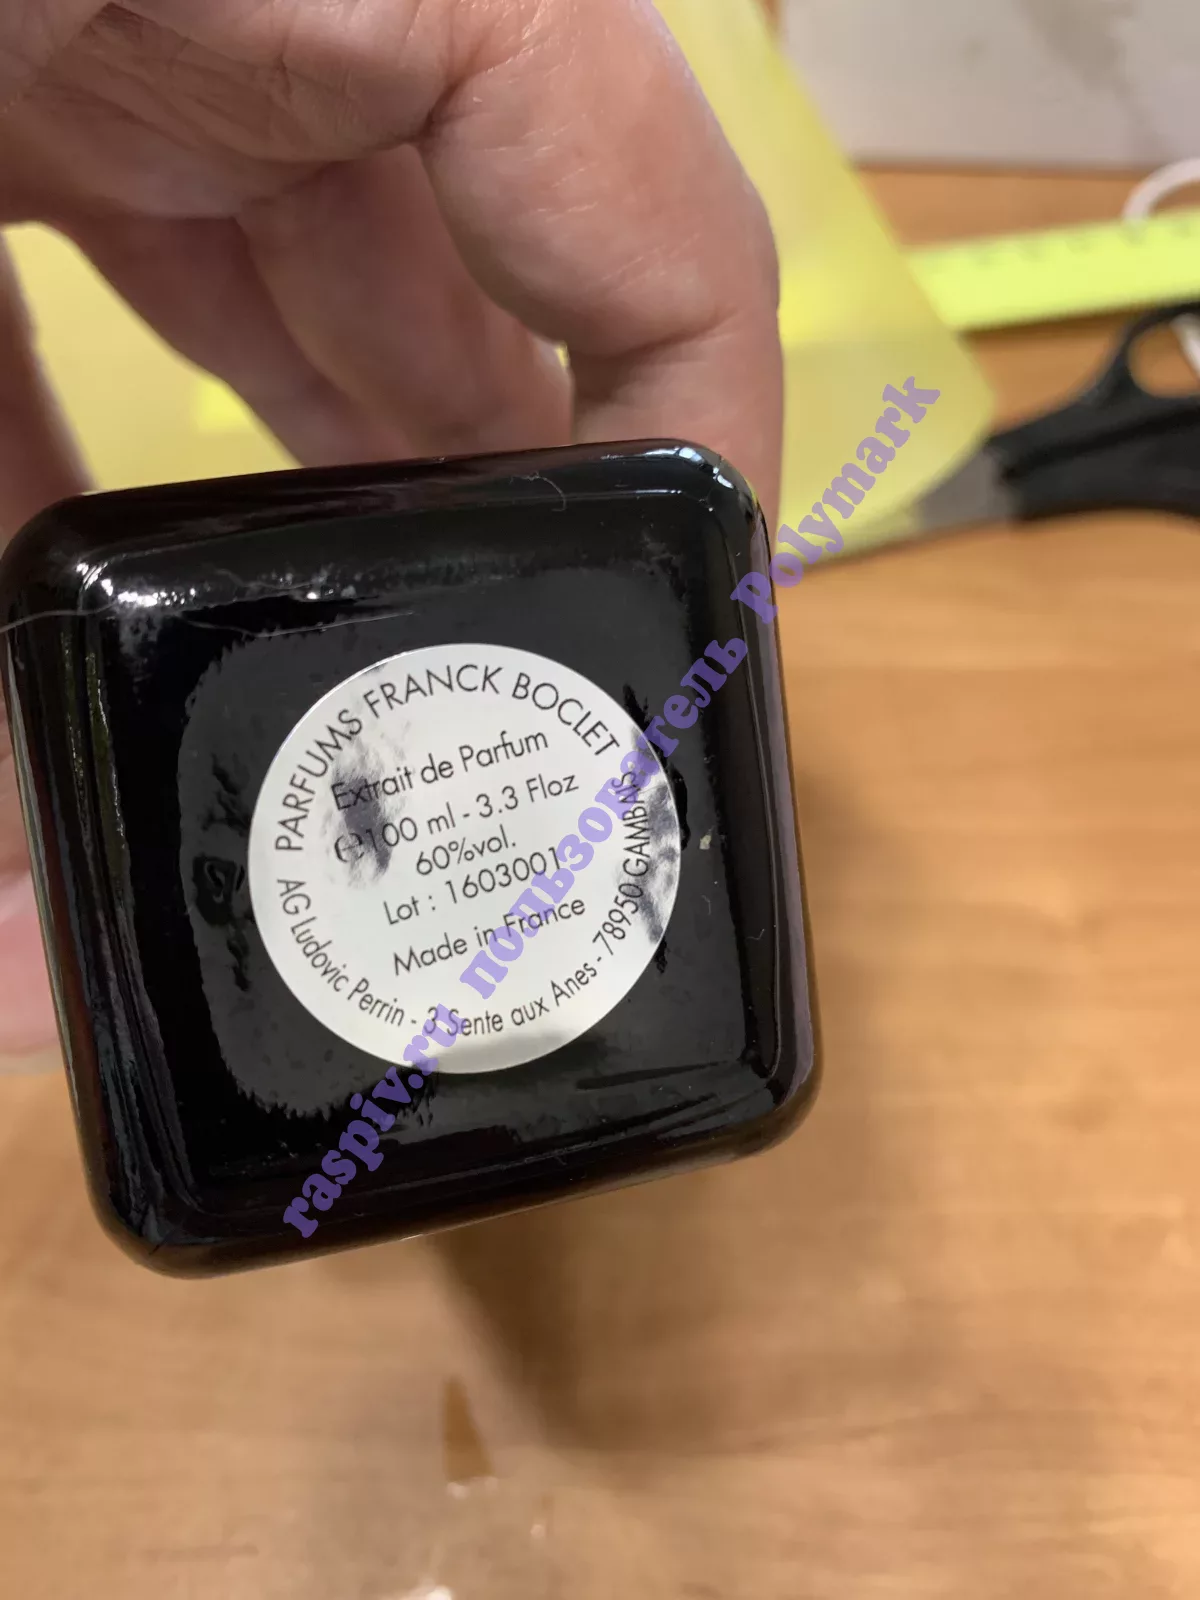 PARFUMS FRANCK BOCLET
Extrait de Parfum
℮100 ml - 3.3 Floz
60%vol.
Lot : 1603001
Made in France
AG Ludovic Perrin - 3 Sente aux Anes - 78950 GAMBAIS
raspiv.ru пользователь Polymark